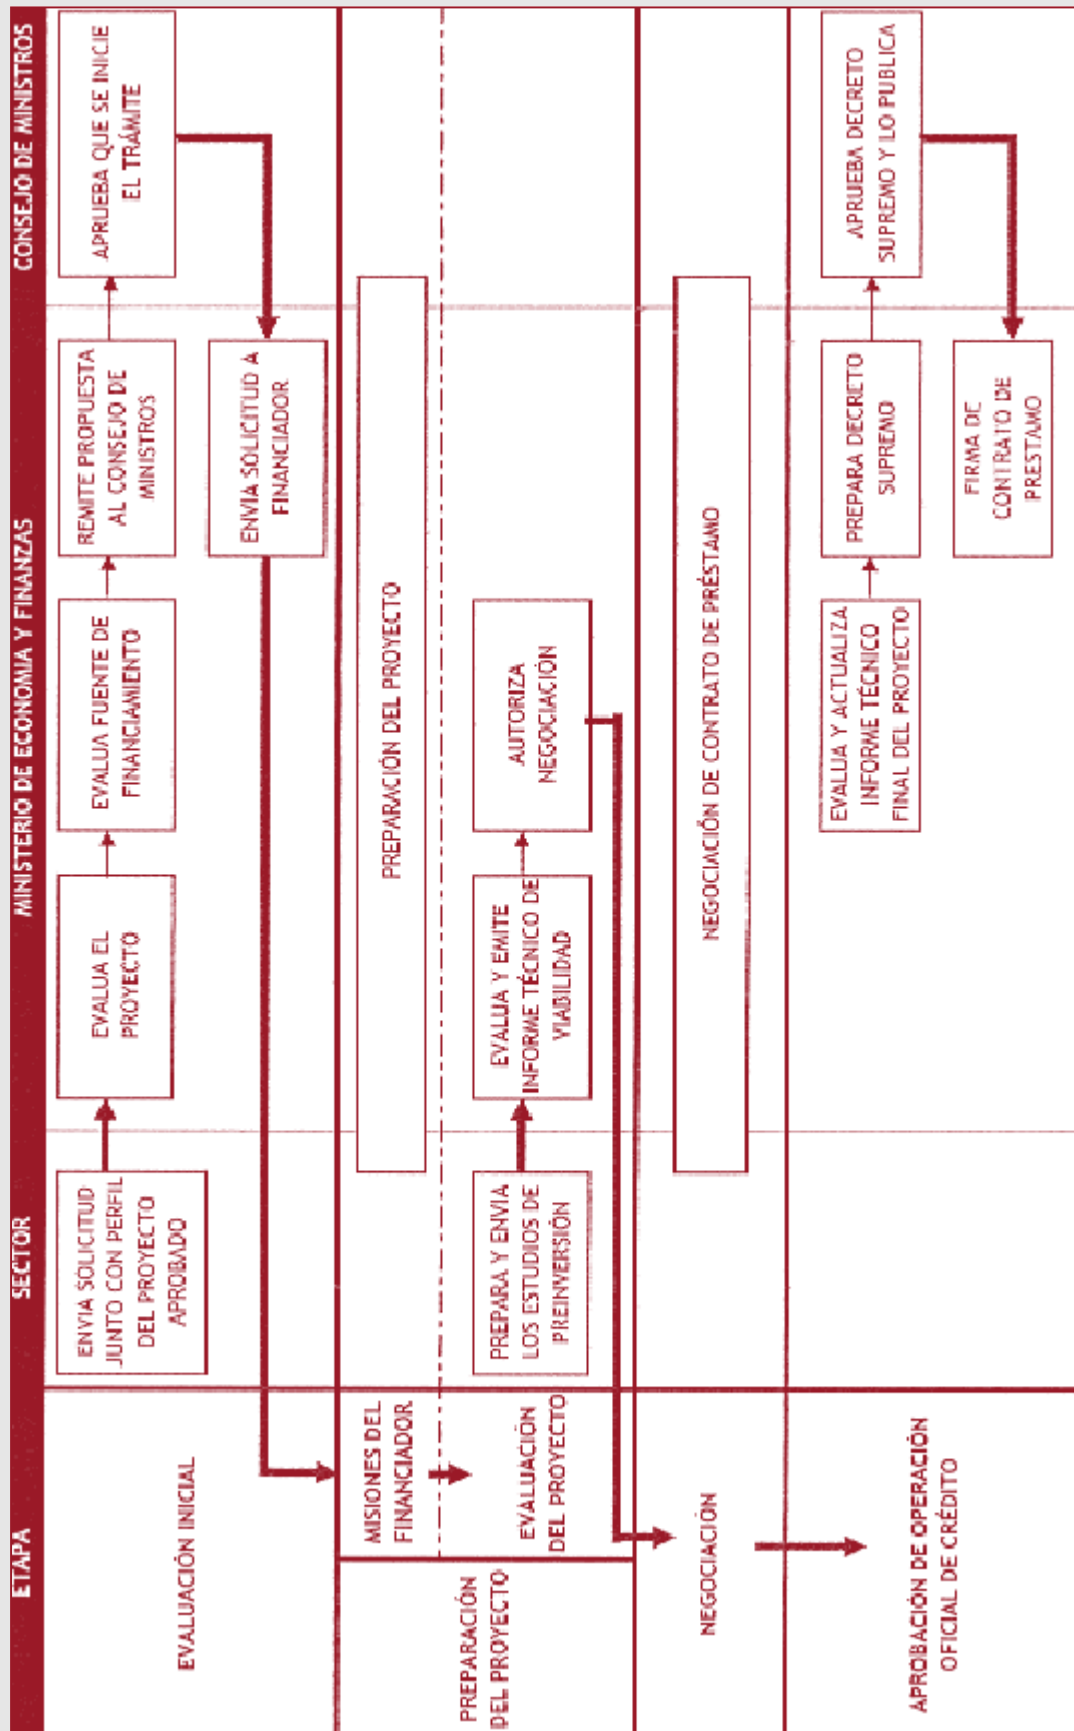 ETAPA
SECTOR
MINISTERIO DE ECONOMIA Y FINANZAS
CONSEJO DE MINISTROS
EVALUACIÓN INICIAL
ENVIA SOLICITUD
JUNTO CON PERFIL
DEL PROYECTO
APROBADO
EVALUA EL
PROYECTO
EVALUA FUENTE DE
FINANCIAMIENTO
REMITE PROPUESTA
AL CONSEJO DE
MINISTROS
APRUEBA QUE SE INICIE
EL TRÁMITE
ENVIA SOLICITUD A
FINANCIADOR
PREPARACIÓN
DEL PROYECTO
MISIONES DEL
FINANCIADOR
PREPARACIÓN DEL PROYECTO
EVALUACIÓN
DEL PROYECTO
PREPARA Y ENVIA
LOS ESTUDIOS DE
PREINVERSIÓN
EVALUA Y EMITE
INFORME TÉCNICO DE
VIABILIDAD
AUTORIZA
NEGOCIACIÓN
NEGOCIACIÓN
NEGOCIACIÓN DE CONTRATO DE PRÉSTAMO
APROBACIÓN DE OPERACIÓN
OFICIAL DE CRÉDITO
EVALUA Y ACTUALIZA
INFORME TÉCNICO
FINAL DEL PROYECTO
PREPARA DECRETO
SUPREMO
APRUEBA DECRETO
SUPREMO Y LO PUBLICA
FIRMA DE
CONTRATO DE
PRESTAMO